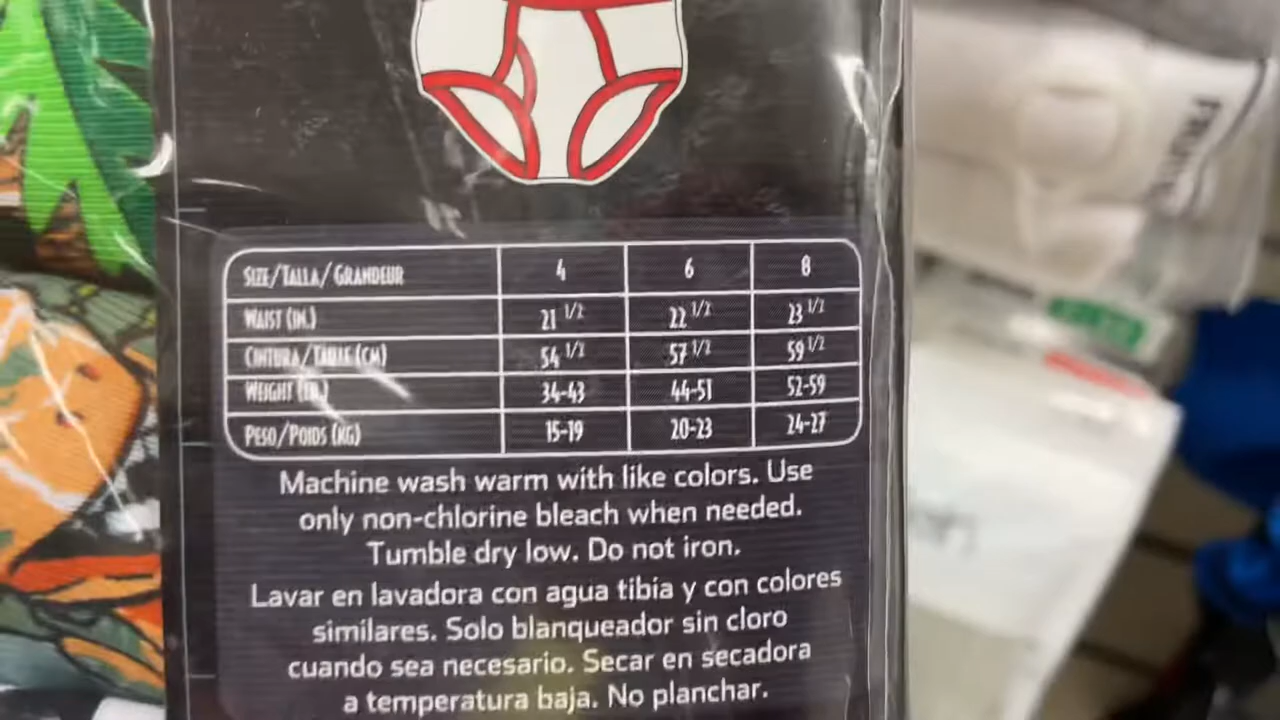 SIZE/TALLA/GRANDEUR 4 6 8
WAIST (IN.) 21 1/2 22 1/2 23 1/2
CINTURA/TAILLE (CM) 54 1/2 57 1/2 59 1/2
WEIGHT (LB.) 34-43 44-51 52-59
PESO/POIDS (KG) 15-19 20-23 24-27
Machine wash warm with like colors. Use
only non-chlorine bleach when needed.
Tumble dry low. Do not iron.
Lavar en lavadora con agua tibia y con colores
similares. Solo blanqueador sin cloro
cuando sea necesario. Secar en secadora
a temperatura baja. No planchar.